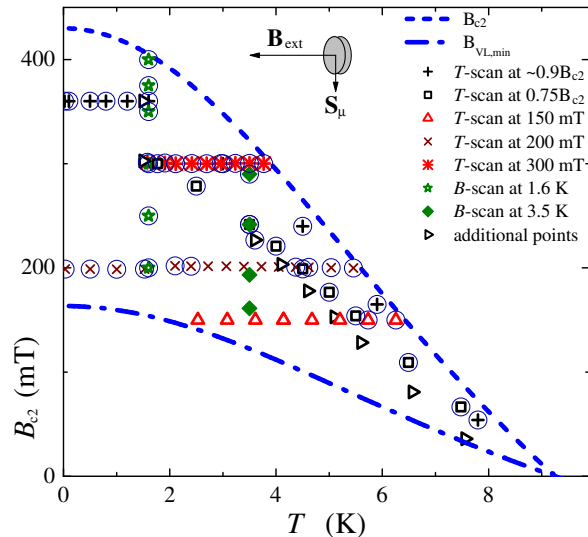 B_ext
S_μ
B_c2
B_VL,min
T-scan at ~0.9B_c2
T-scan at 0.75B_c2
T-scan at 150 mT
T-scan at 200 mT
T-scan at 300 mT
B-scan at 1.6 K
B-scan at 3.5 K
additional points
400
200
0
B_c2 (mT)
0 2 4 6 8
T (K)